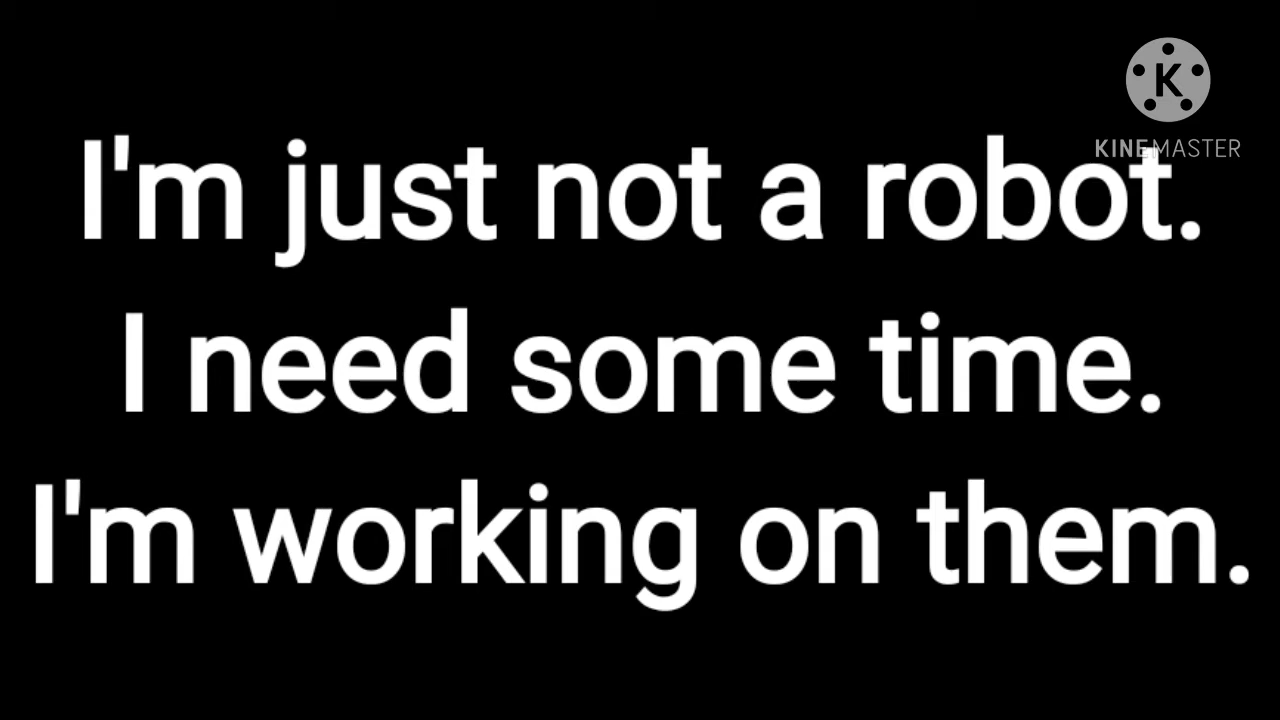 K
KINEMASTER
I'm just not a robot.
I need some time.
I'm working on them.